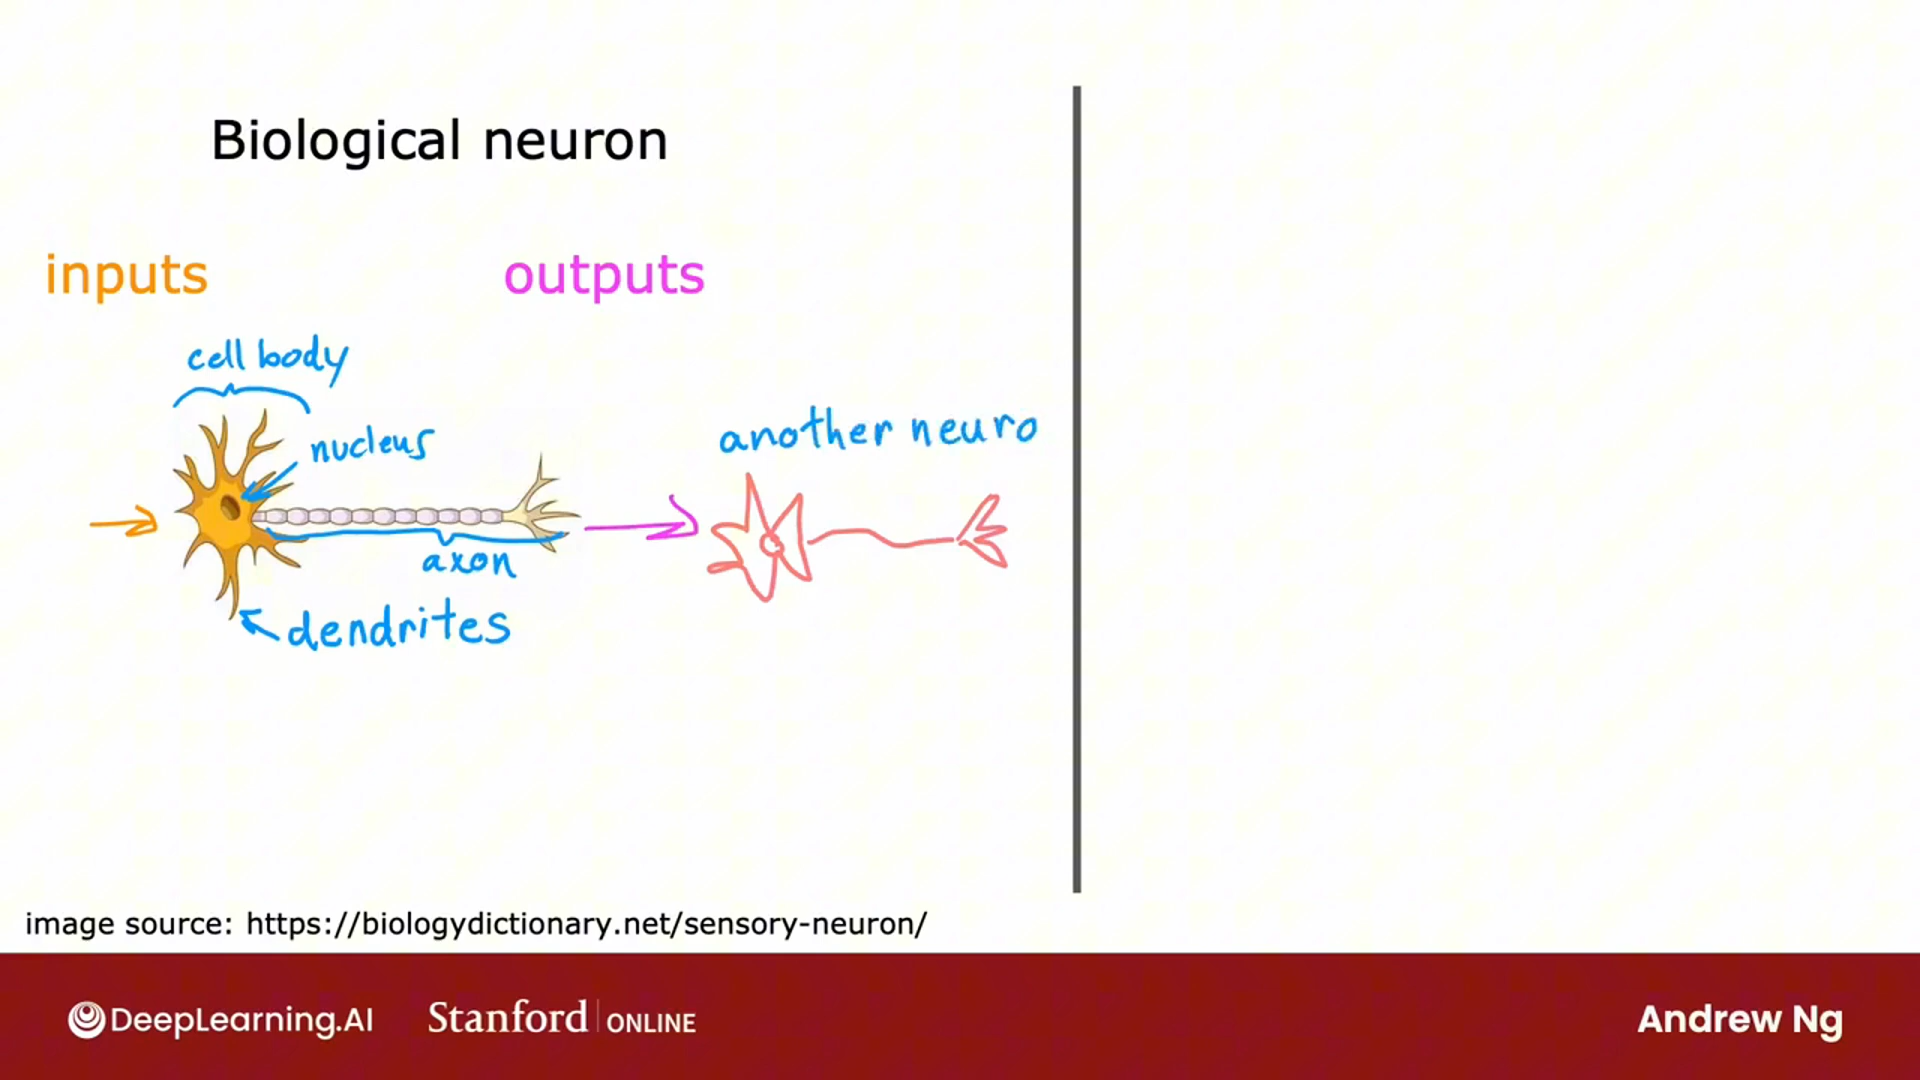 Biological neuron
inputs
outputs
cell body
nucleus
another neuro
axon
dendrites
image source: https://biologydictionary.net/sensory-neuron/
DeepLearning.AI
Stanford | ONLINE
Andrew Ng